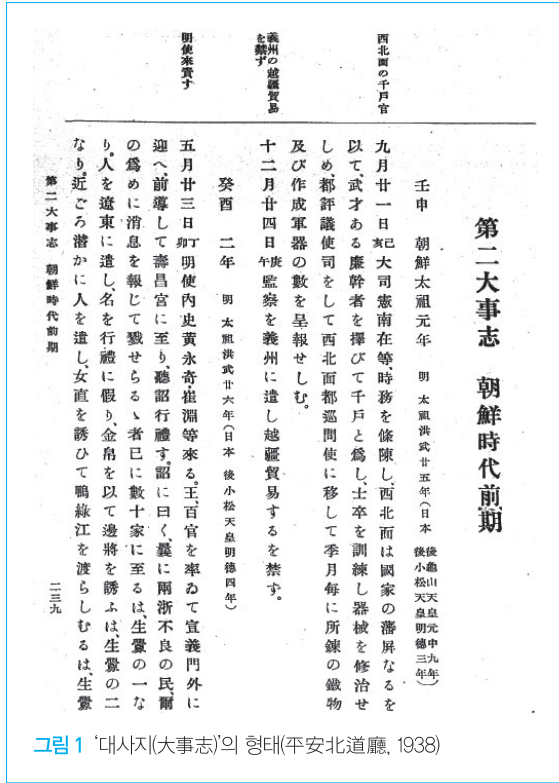 第二大事志 朝鮮時代前期
壬申 朝鮮太祖元年 明太祖洪武廿五年(日本 後龜山天皇元中九年 後小松天皇明德三年)
西北面の千戶官
九月廿一日己亥大司憲南在等、時務を條陳し、西北面は國家の藩屏なるを
以て、武才ある廉幹者を擇びて千戶と爲し、士卒を訓練し器械を修治せ
しめ、都評議使司をして西北面都巡問使に移して季月每に所鍊の鐵物
及び作成軍器の數を呈報せしむ。
義州の越疆貿易を禁ず
十二月廿四日庚午監察を義州に遣し越疆貿易するを禁ず。
癸酉 二年 明太祖洪武廿六年(日本 後小松天皇明德四年)
明使來責す
五月廿三日丁卯明使內史黃永奇・崔淵等來る。王、百官を率ゐて宣義門外に
迎へ、前導して壽昌宮に至り、聽詔行禮す。詔に曰く、曩に兩浙不良の民、爾
の爲めに消息を報じて戮せらるゝ者已に數十家に至るは、生釁の一な
り。人を遼東に遣し、名を行禮に假り、金帛を以て邊將を誘ふは、生釁の二
なり。近ごろ潛かに人を遣し、女直を誘ひて鴨綠江を渡らしむるは、生釁
第二大事志 朝鮮時代前期
二三九
그림 1 '대사지(大事志)'의 형태(平安北道廳, 1938)